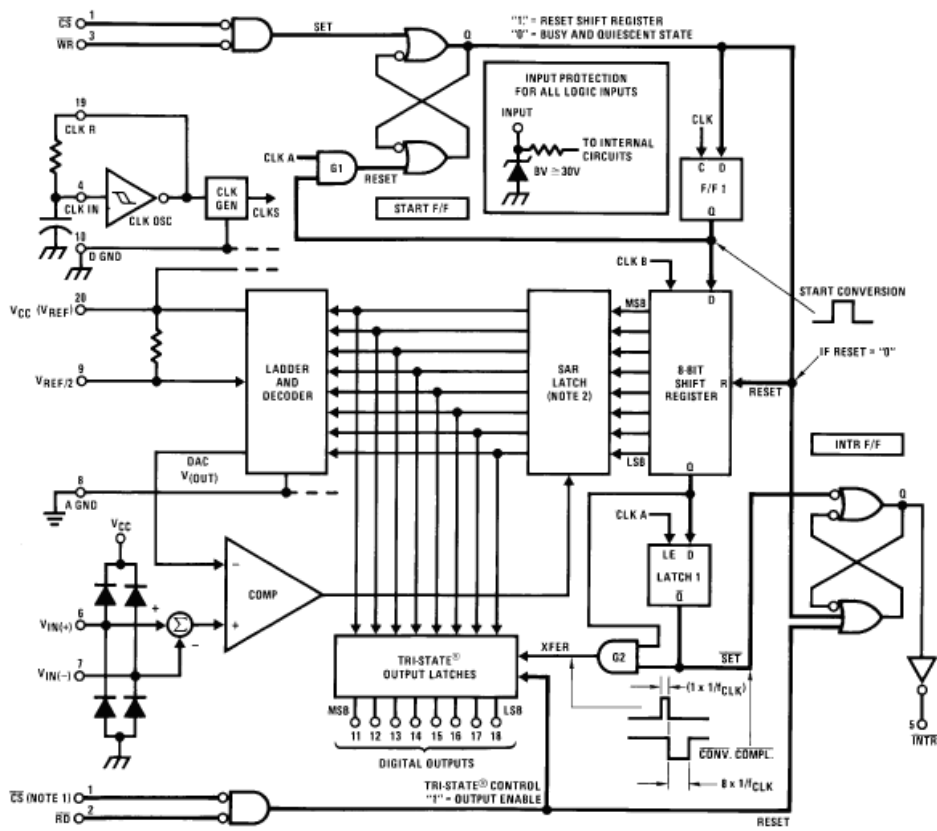 CS 1
WR 3
SET
Q
"1" = RESET SHIFT REGISTER
"0" = BUSY AND QUIESCENT STATE
INPUT PROTECTION
FOR ALL LOGIC INPUTS
INPUT
TO INTERNAL
CIRCUITS
BV ≃ 30V
CLK
C D
F/F 1
Q
19
CLK R
4
CLK IN
CLK OSC
CLK
GEN
CLKS
10
D GND
CLK A
G1
RESET
START F/F
CLK B
D
START CONVERSION
VCC (VREF) 20
9
VREF/2
LADDER
AND
DECODER
MSB
SAR
LATCH
(NOTE 2)
8-BIT
SHIFT
REGISTER
R
RESET
IF RESET = "0"
LSB
Q
INTR F/F
DAC
V(OUT)
8
A GND
VCC
CLK A
LE D
LATCH 1
Q
Q
COMP
-
+
6
VIN(+)
+
Σ
-
7
VIN(-)
XFER
G2
SET
TRI-STATE®
OUTPUT LATCHES
(1 x 1/fCLK)
MSB
LSB
11 12 13 14 15 16 17 18
DIGITAL OUTPUTS
CONV. COMPL.
8 x 1/fCLK
5
INTR
TRI-STATE® CONTROL
"1" = OUTPUT ENABLE
CS (NOTE 1) 1
RD 2
RESET